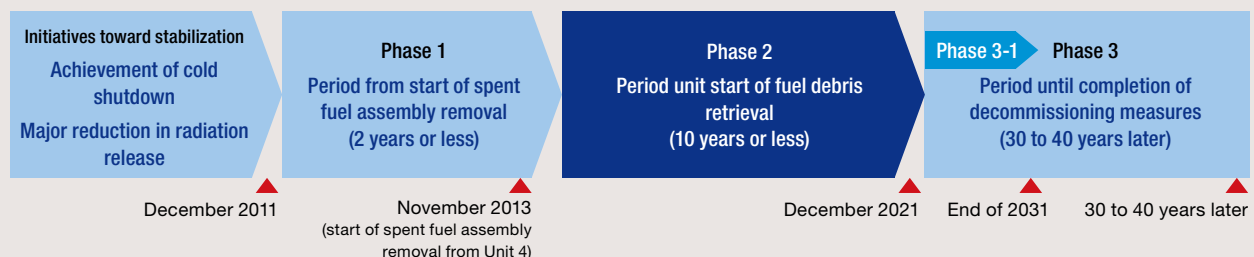 Initiatives toward stabilization
Achievement of cold
shutdown
Major reduction in radiation
release
Phase 1
Period from start of spent
fuel assembly removal
(2 years or less)
Phase 2
Period unit start of fuel debris
retrieval
(10 years or less)
Phase 3-1
Phase 3
Period until completion of
decommissioning measures
(30 to 40 years later)
December 2011
November 2013
(start of spent fuel assembly
removal from Unit 4)
December 2021
End of 2031
30 to 40 years later